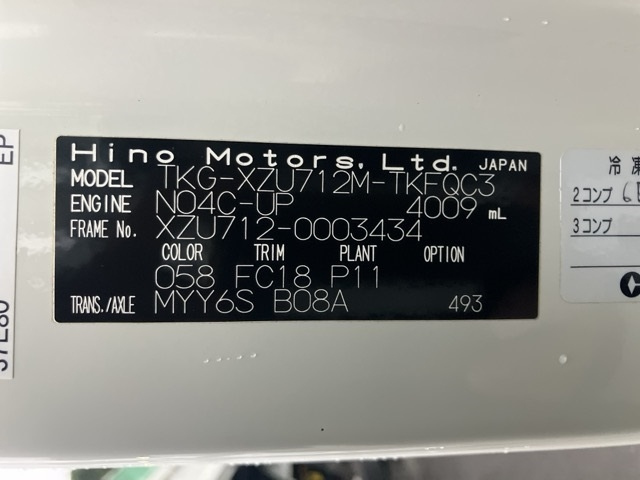 Hino Motors, Ltd. JAPAN
MODEL TKG-XZU712M-TKFQC3
ENGINE N04C-UP 4009 mL
FRAME No. XZU712-0003434
COLOR TRIM PLANT OPTION
058 FC18 P11
TRANS./AXLE MYY6S B08A 493
冷凍
2コンプ
3コンプ
EP